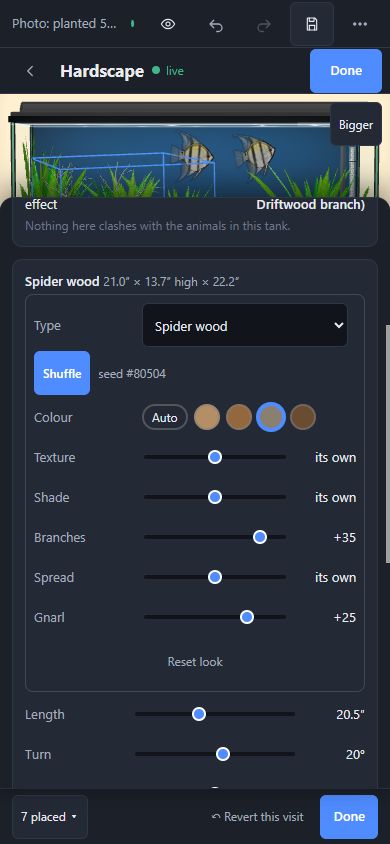 Photo: planted 5...
Hardscape live Done
Bigger
effect Driftwood branch)
Nothing here clashes with the animals in this tank.
Spider wood 21.0″ × 13.7″ high × 22.2″
Type Spider wood
Shuffle seed #80504
Colour Auto
Texture its own
Shade its own
Branches +35
Spread its own
Gnarl +25
Reset look
Length 20.5″
Turn 20°
7 placed Revert this visit Done